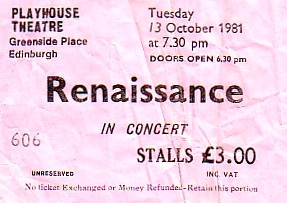 PLAYHOUSE
THEATRE
Greenside Place
Edinburgh
Tuesday
13 October 1981
at 7.30 pm
DOORS OPEN 6.30 pm
Renaissance
IN CONCERT
606
STALLS £3.00
UNRESERVED
INC. VAT
No ticket Exchanged or Money Refunded-Retain this portion